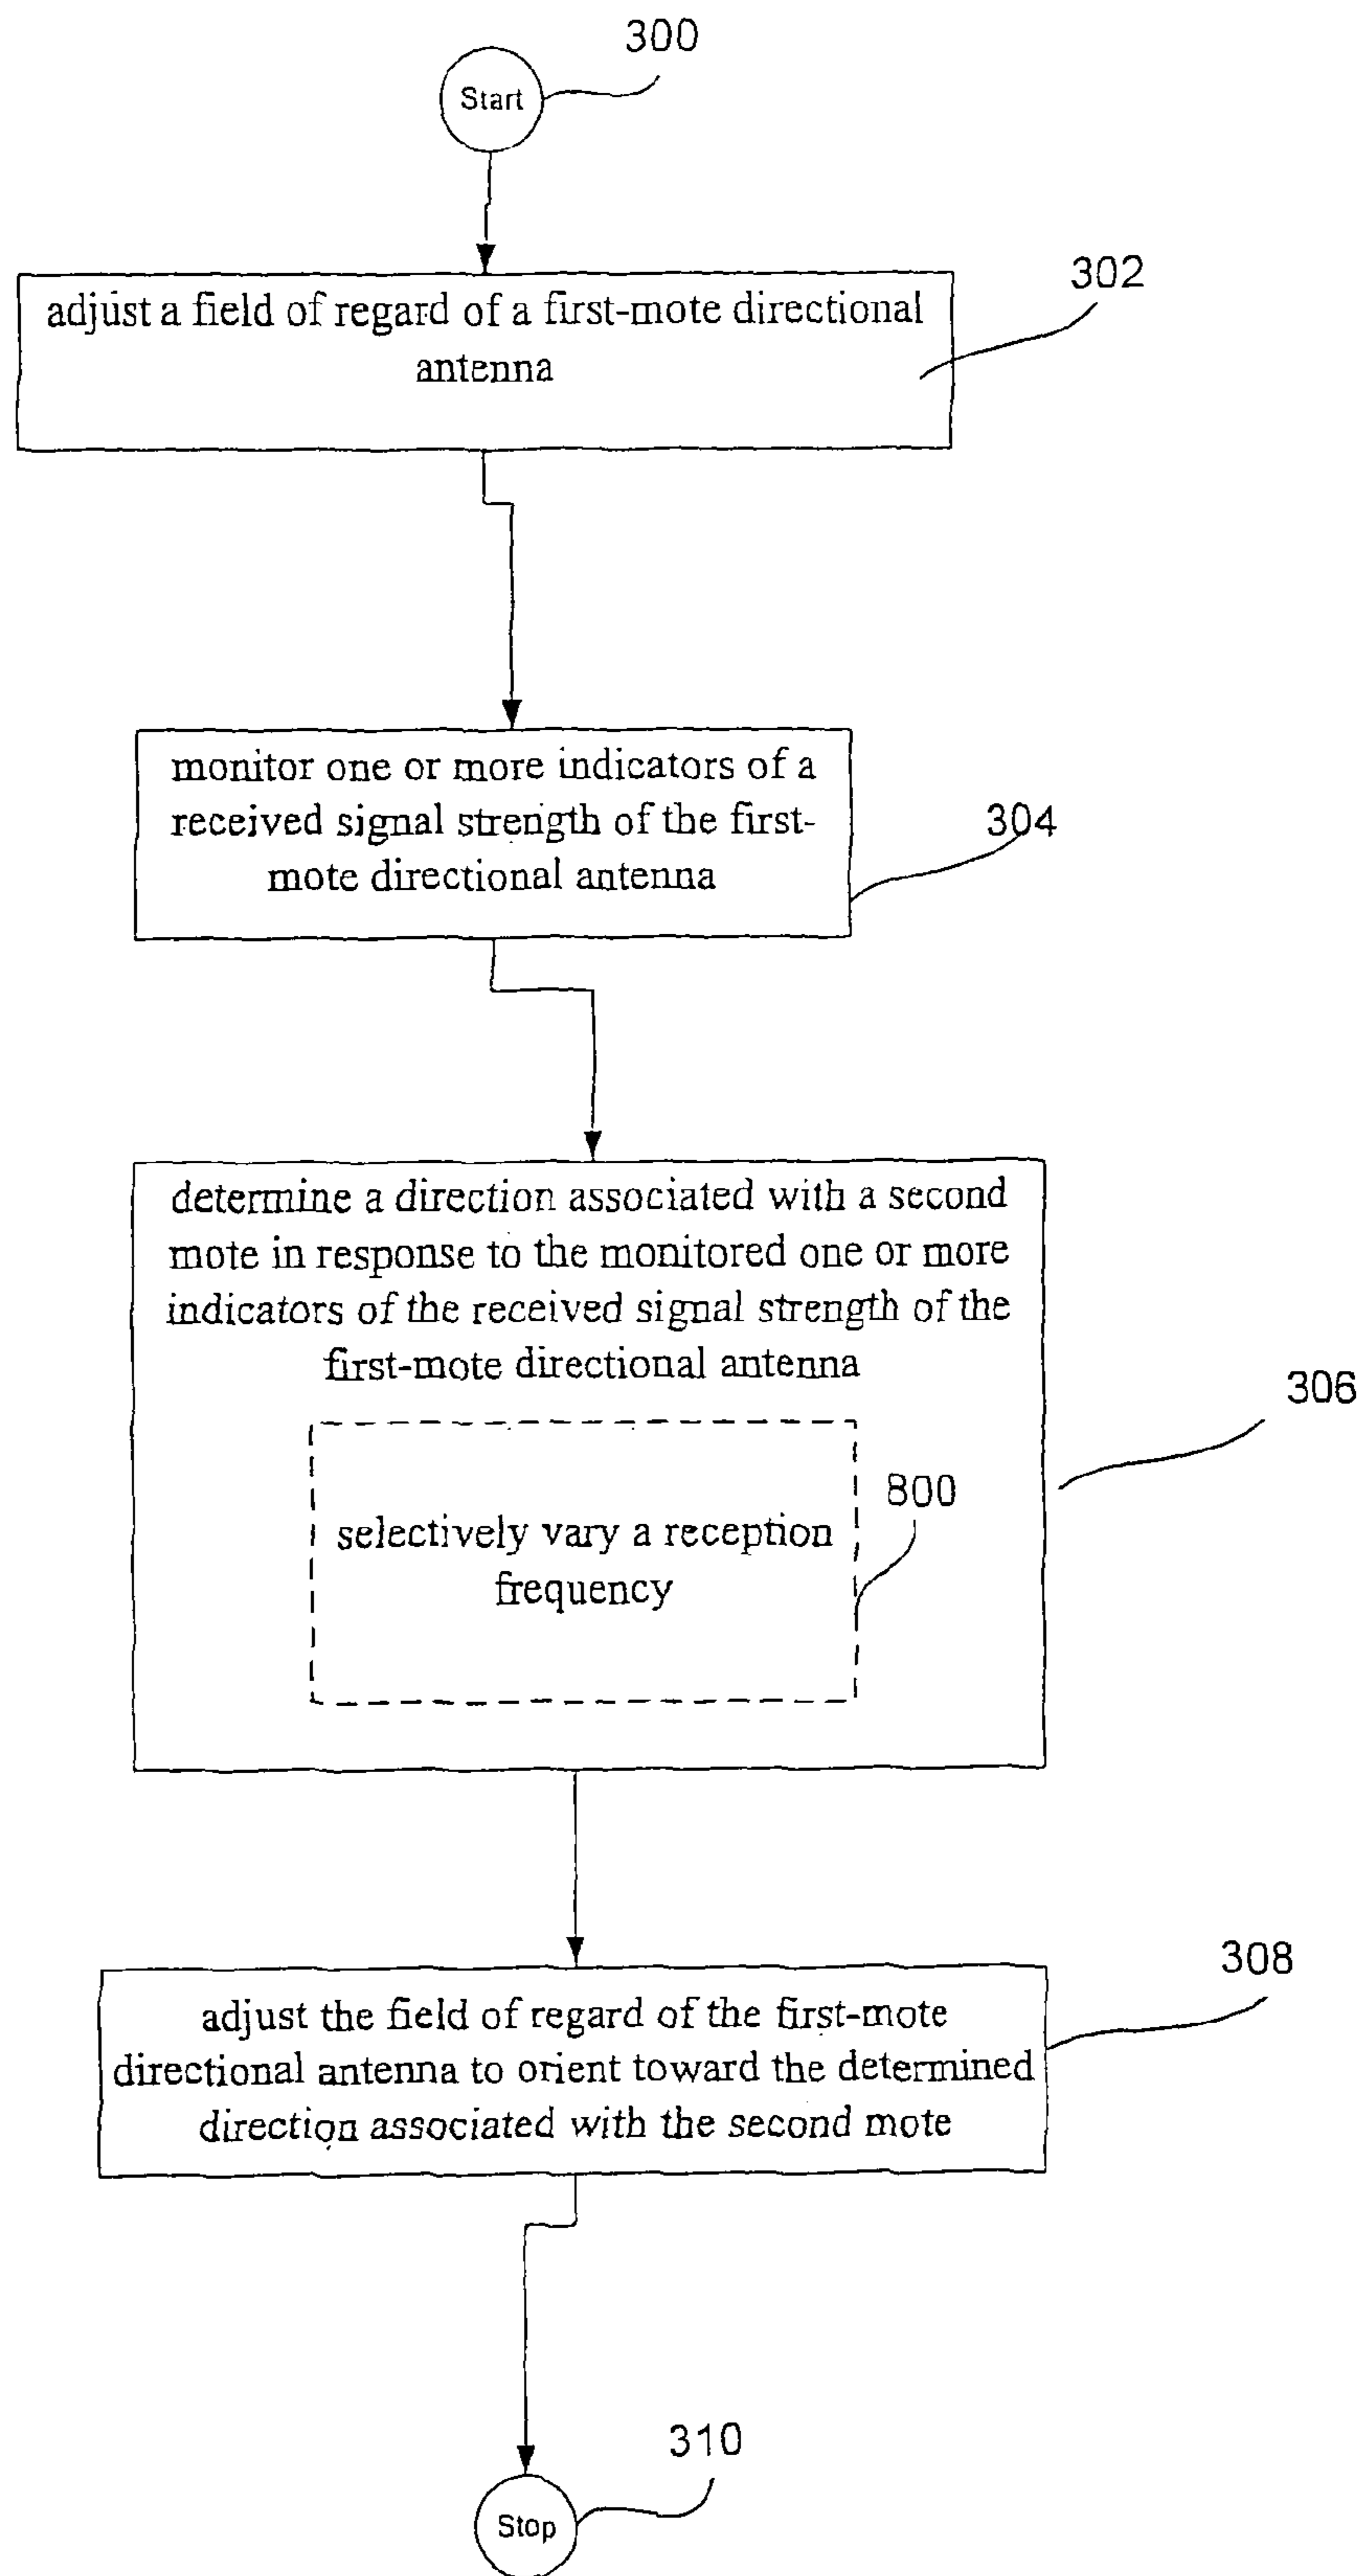 300
Start
302
adjust a field of regard of a first-mote directional
antenna
monitor one or more indicators of a
received signal strength of the first-
mote directional antenna
304
determine a direction associated with a second
mote in response to the monitored one or more
indicators of the received signal strength of the
first-mote directional antenna
306
800
selectively vary a reception
frequency
308
adjust the field of regard of the first-mote
directional antenna to orient toward the determined
direction associated with the second mote
310
Stop